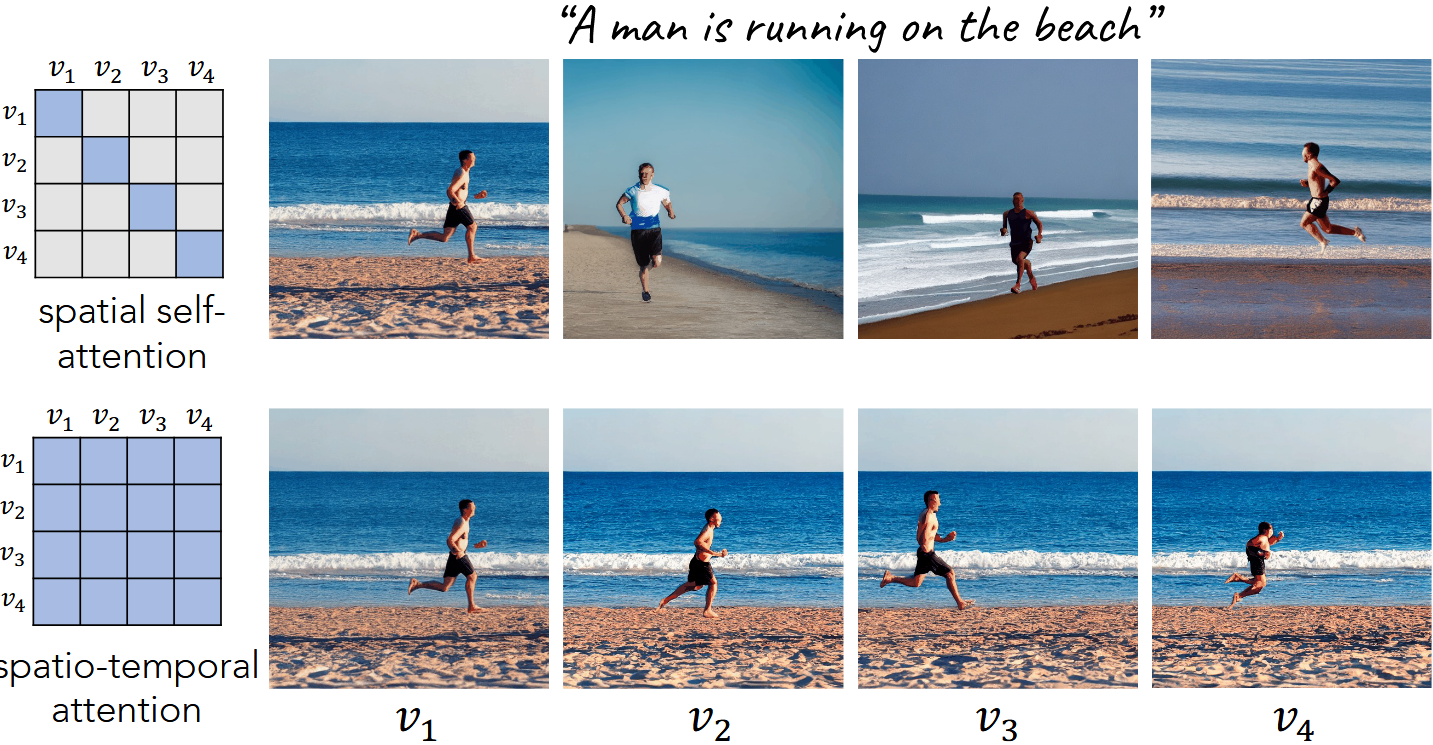 “A man is running on the beach”
v₁ v₂ v₃ v₄
v₁
v₂
v₃
v₄
spatial self-
attention
v₁ v₂ v₃ v₄
v₁
v₂
v₃
v₄
spatio-temporal
attention
v₁ v₂ v₃ v₄